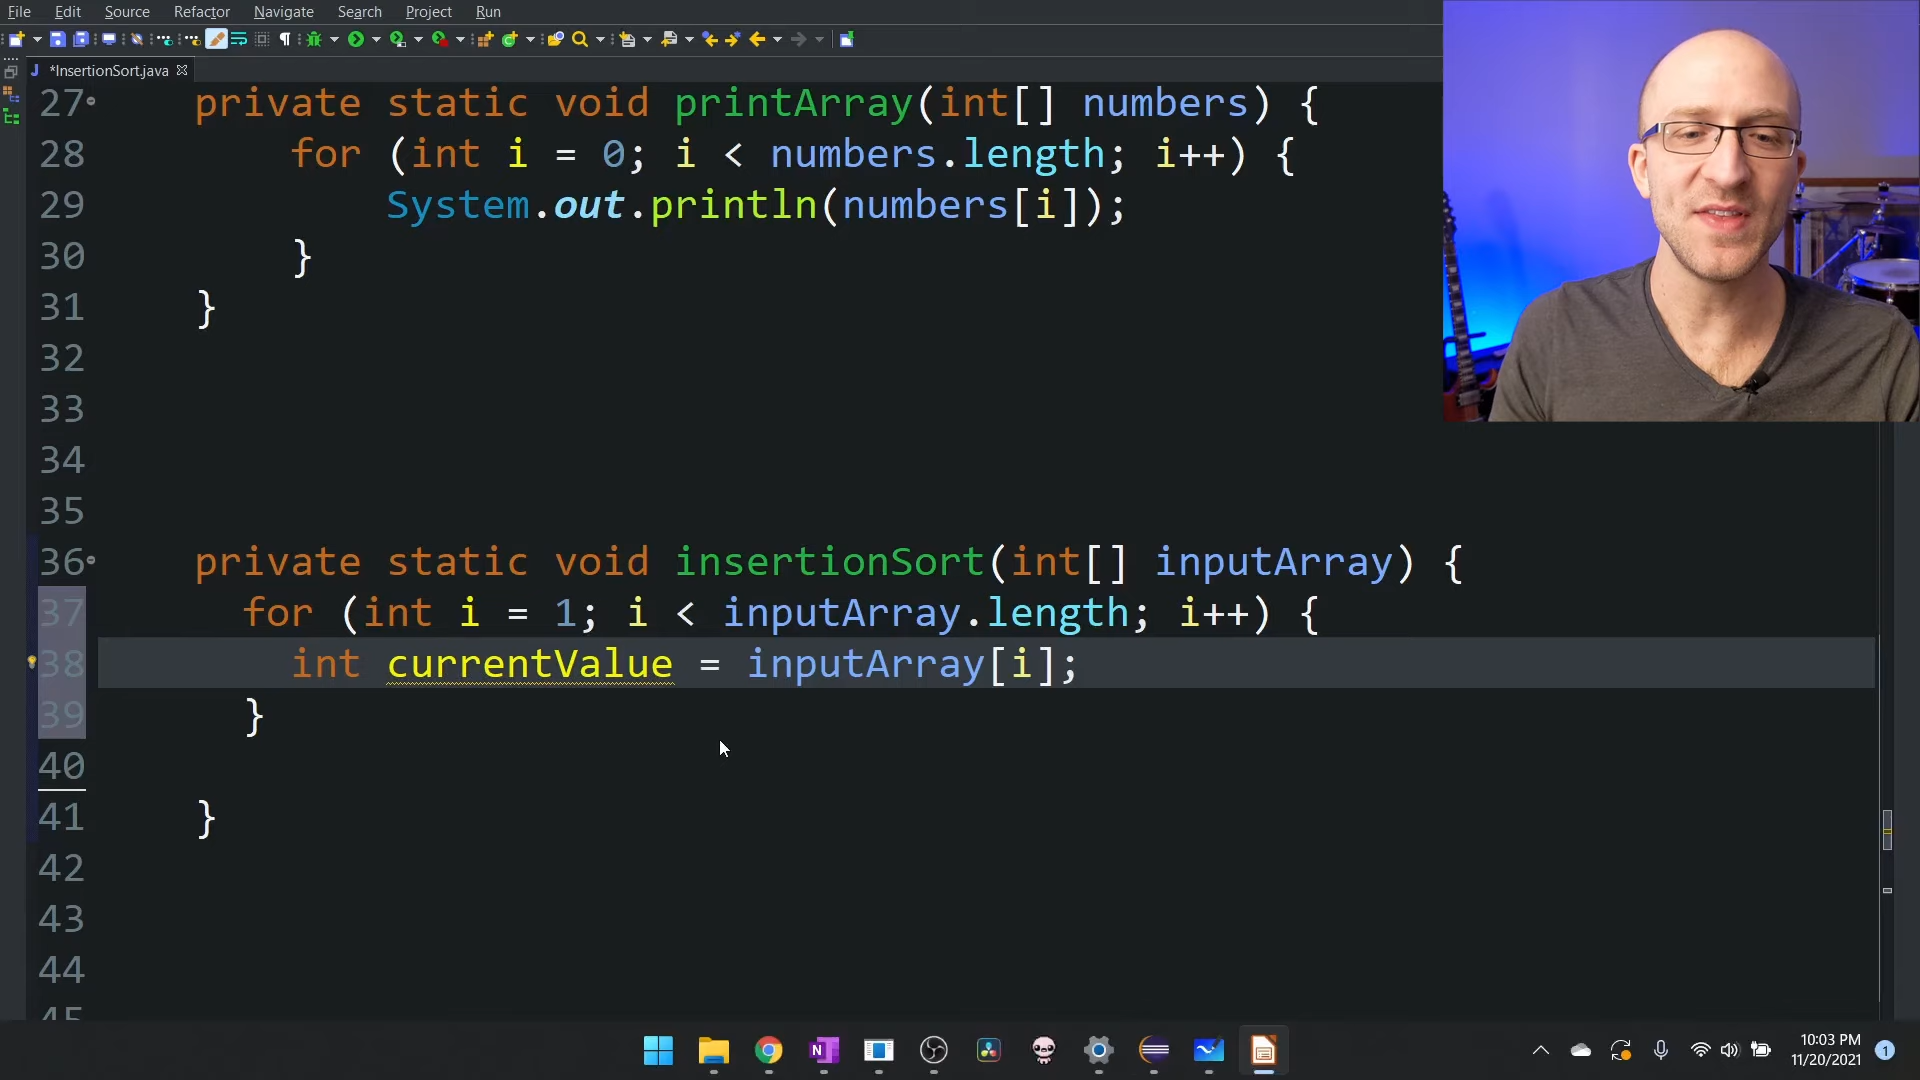 File Edit Source Refactor Navigate Search Project Run
*InsertionSort.java
27 private static void printArray(int[] numbers) {
28 for (int i = 0; i < numbers.length; i++) {
29 System.out.println(numbers[i]);
30 }
31 }
32
33
34
35
36 private static void insertionSort(int[] inputArray) {
37 for (int i = 1; i < inputArray.length; i++) {
38 int currentValue = inputArray[i];
39 }
40
41 }
42
43
44
45
10:03 PM
11/20/2021
1